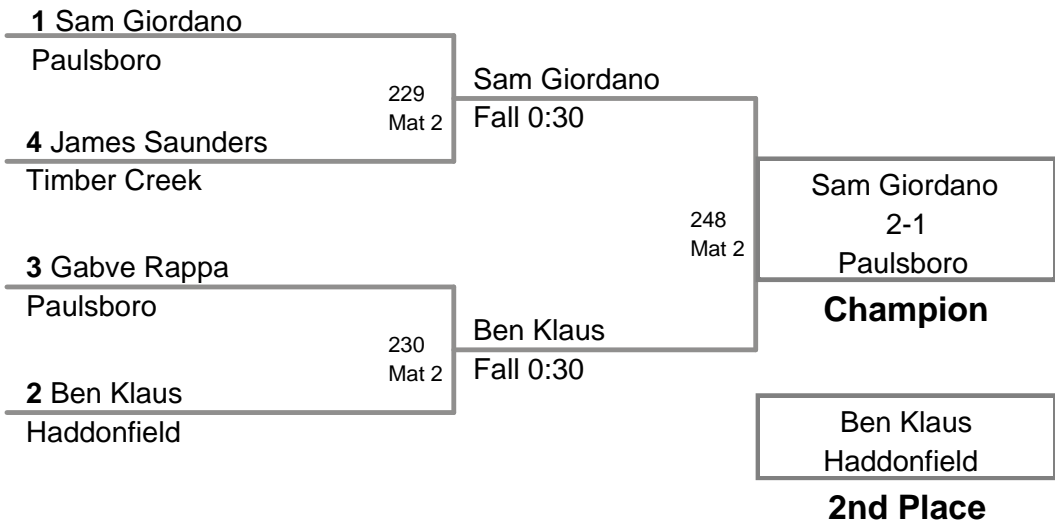 1 Sam Giordano
Paulsboro
229
Mat 2
4 James Saunders
Timber Creek
Sam Giordano
Fall 0:30
3 Gabve Rappa
Paulsboro
230
Mat 2
2 Ben Klaus
Haddonfield
Ben Klaus
Fall 0:30
248
Mat 2
Sam Giordano
2-1
Paulsboro
Champion
Ben Klaus
Haddonfield
2nd Place